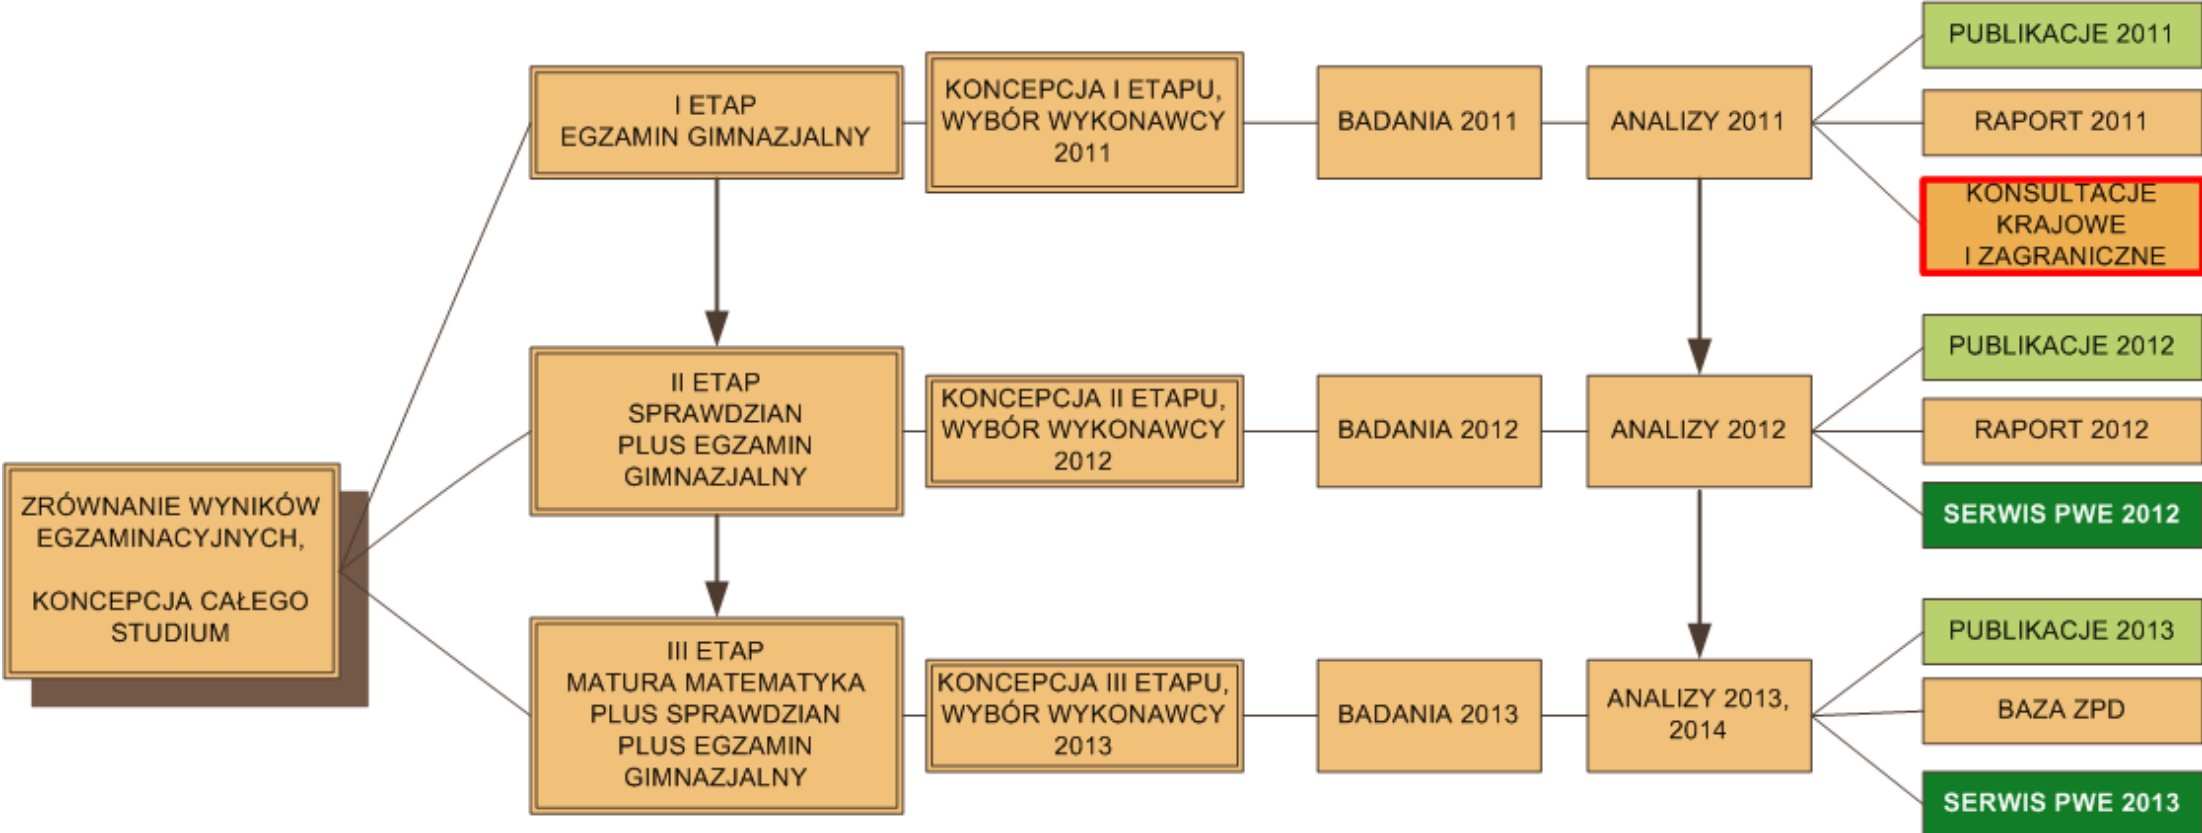 ZRÓWNANIE WYNIKÓW
EGZAMINACYJNYCH,
KONCEPCJA CAŁEGO
STUDIUM
I ETAP
EGZAMIN GIMNAZJALNY
KONCEPCJA I ETAPU,
WYBÓR WYKONAWCY
2011
BADANIA 2011
ANALIZY 2011
PUBLIKACJE 2011
RAPORT 2011
KONSULTACJE
KRAJOWE
I ZAGRANICZNE
II ETAP
SPRAWDZIAN
PLUS EGZAMIN
GIMNAZJALNY
KONCEPCJA II ETAPU,
WYBÓR WYKONAWCY
2012
BADANIA 2012
ANALIZY 2012
PUBLIKACJE 2012
RAPORT 2012
SERWIS PWE 2012
III ETAP
MATURA MATEMATYKA
PLUS SPRAWDZIAN
PLUS EGZAMIN
GIMNAZJALNY
KONCEPCJA III ETAPU,
WYBÓR WYKONAWCY
2013
BADANIA 2013
ANALIZY 2013,
2014
PUBLIKACJE 2013
BAZA ZPD
SERWIS PWE 2013